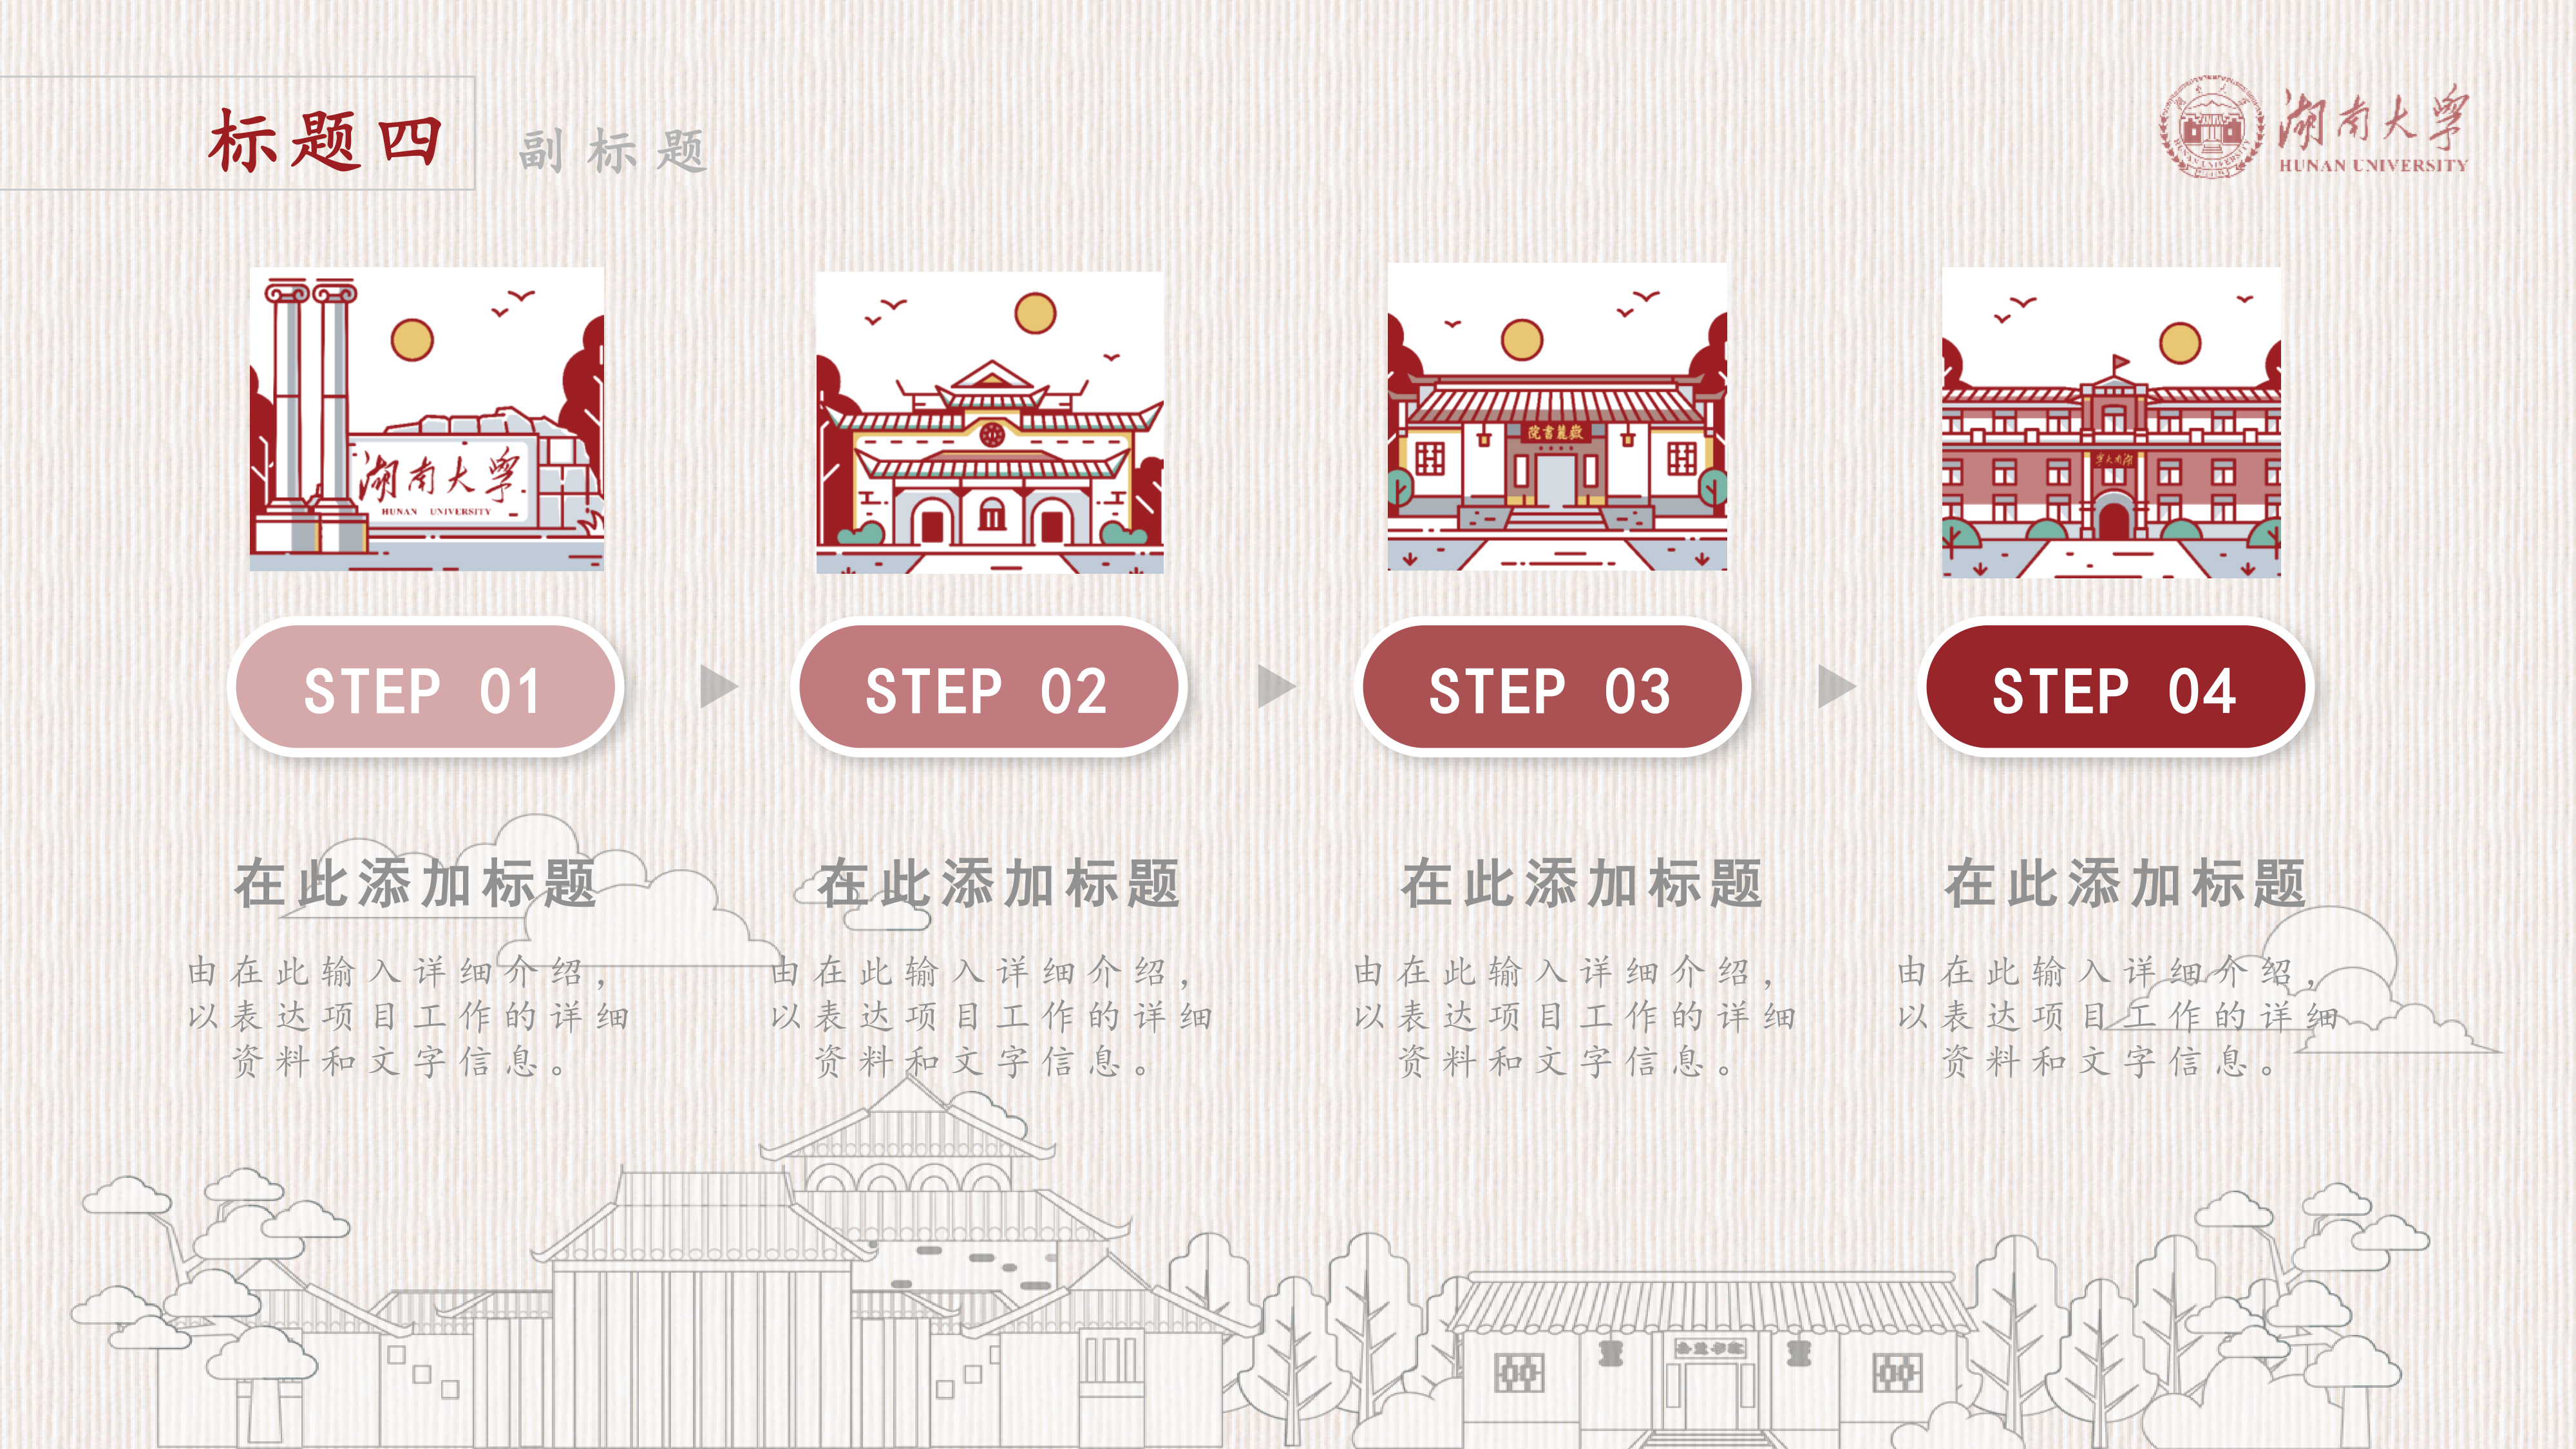 标题四 副标题
湖南大学
HUNAN UNIVERSITY
湖南大学
HUNAN UNIVERSITY
院書麓嶽
学大南湖
STEP 01
STEP 02
STEP 03
STEP 04
在此添加标题
由在此输入详细介绍，
以表达项目工作的详细
资料和文字信息。
在此添加标题
由在此输入详细介绍，
以表达项目工作的详细
资料和文字信息。
在此添加标题
由在此输入详细介绍，
以表达项目工作的详细
资料和文字信息。
在此添加标题
由在此输入详细介绍，
以表达项目工作的详细
资料和文字信息。